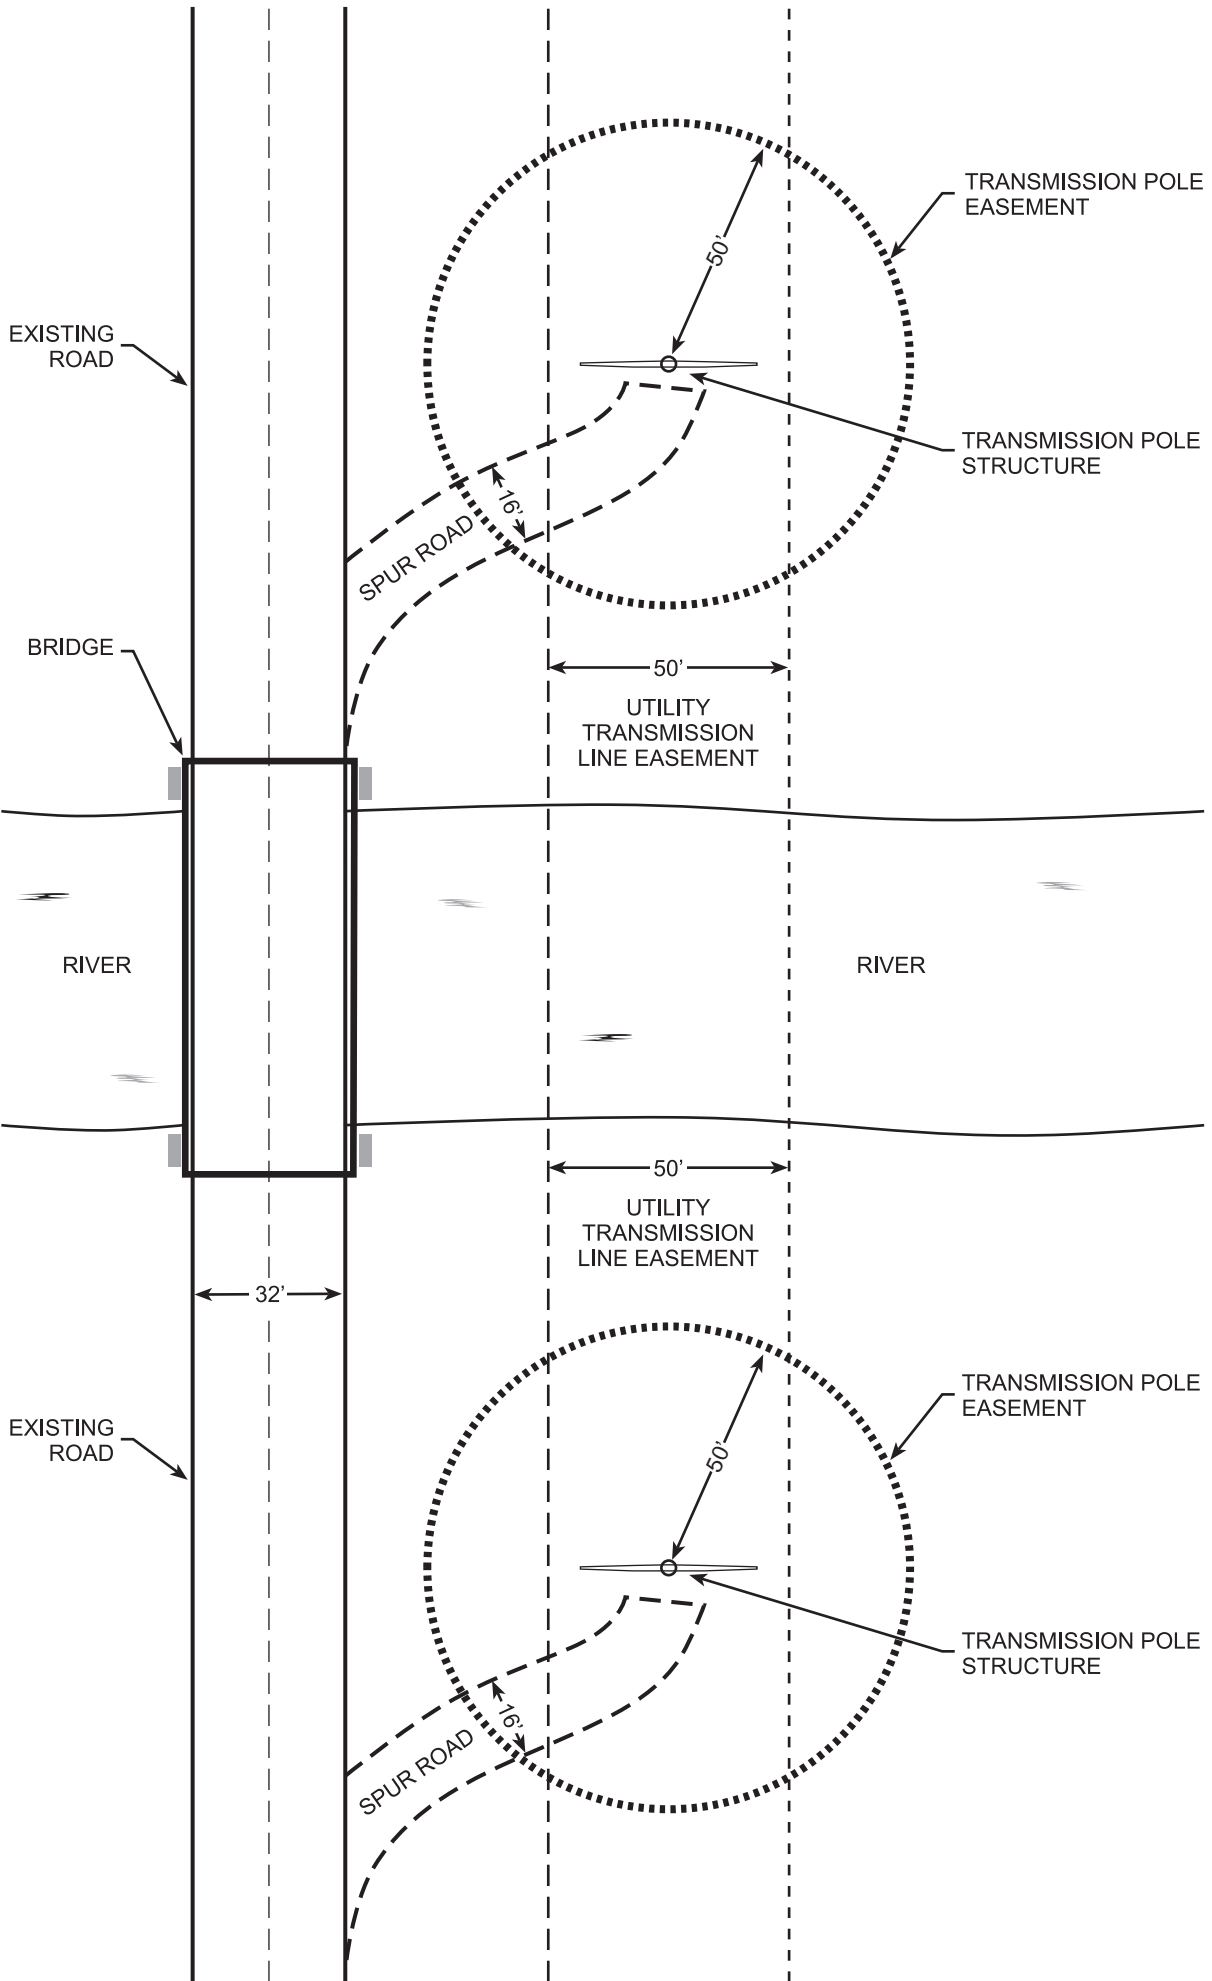 TRANSMISSION POLE
EASEMENT
50’
EXISTING
ROAD
TRANSMISSION POLE
STRUCTURE
16’
SPUR ROAD
BRIDGE
50’
UTILITY
TRANSMISSION
LINE EASEMENT
RIVER
RIVER
50’
UTILITY
TRANSMISSION
LINE EASEMENT
32’
TRANSMISSION POLE
EASEMENT
EXISTING
ROAD
50’
TRANSMISSION POLE
STRUCTURE
16’
SPUR ROAD